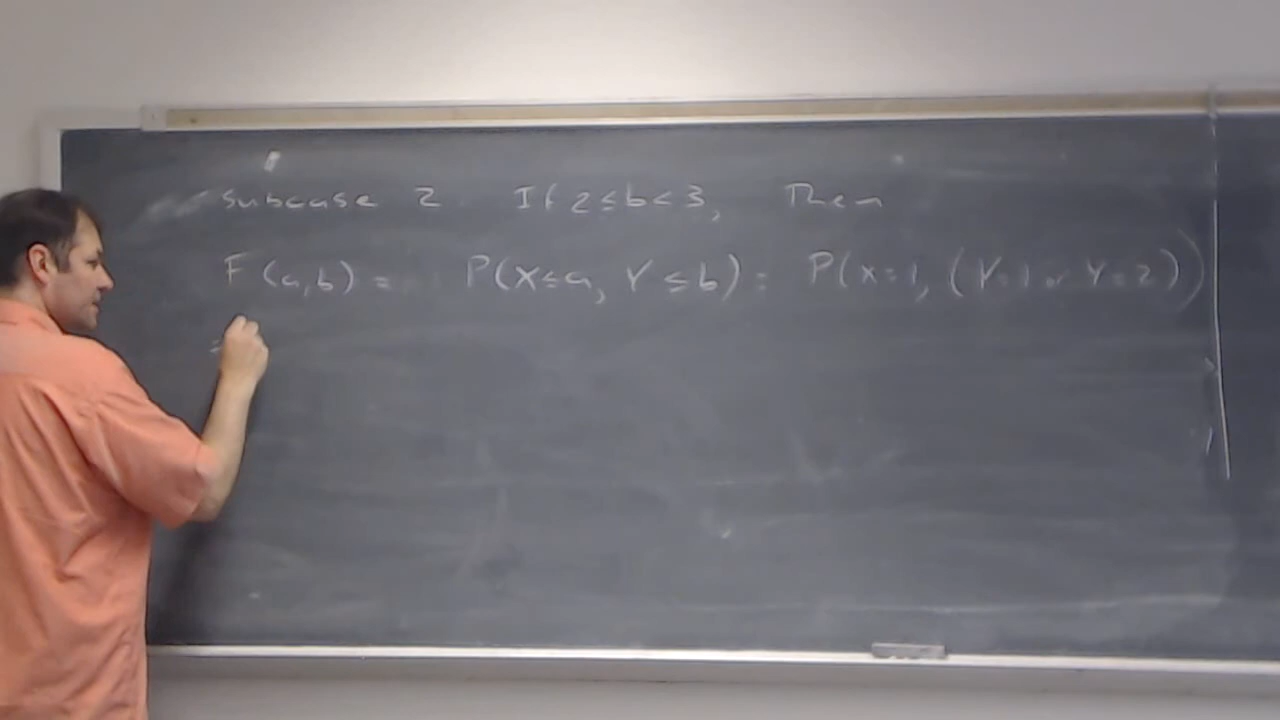 Subcase 2 If 2≤b<3, Then
F(a,b) = P(X≤a, Y≤b) = P(X=1, (Y=1 or Y=2))
=